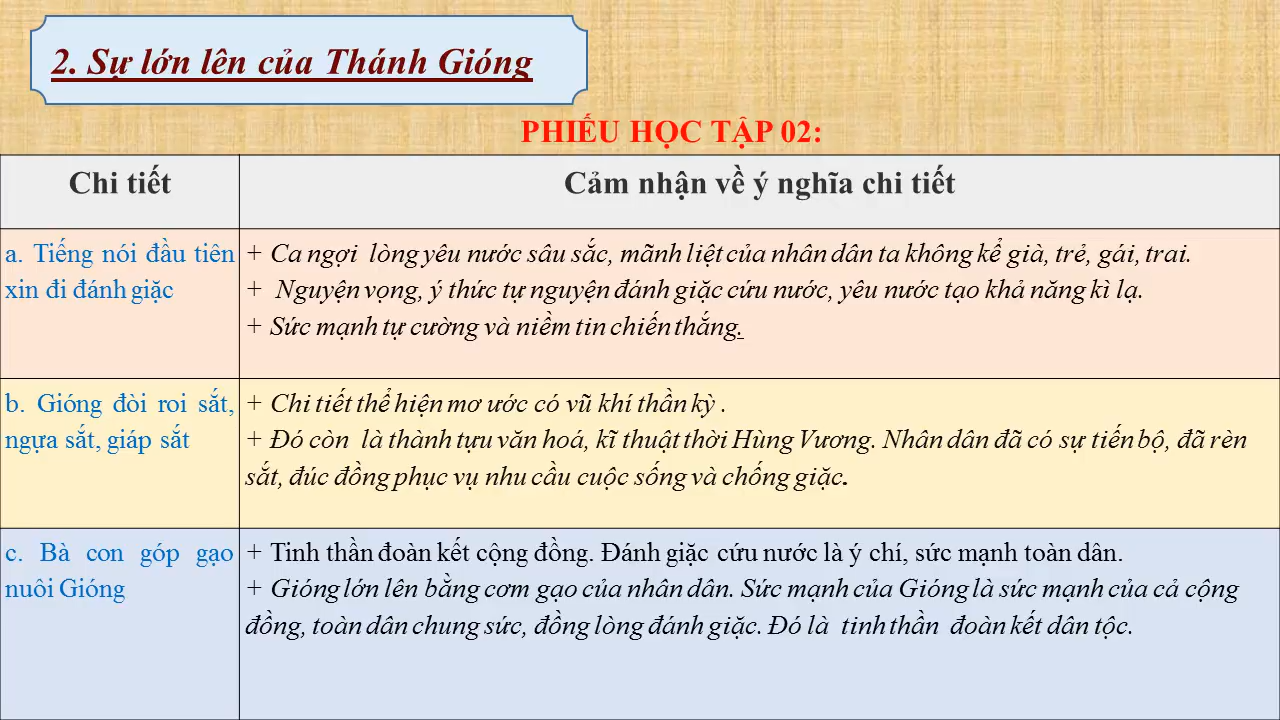 2. Sự lớn lên của Thánh Gióng
PHIẾU HỌC TẬP 02:
Chi tiết
Cảm nhận về ý nghĩa chi tiết
a. Tiếng nói đầu tiên
xin đi đánh giặc
+ Ca ngợi lòng yêu nước sâu sắc, mãnh liệt của nhân dân ta không kể già, trẻ, gái, trai.
+ Nguyện vọng, ý thức tự nguyện đánh giặc cứu nước, yêu nước tạo khả năng kì lạ.
+ Sức mạnh tự cường và niềm tin chiến thắng.
b. Gióng đòi roi sắt,
ngựa sắt, giáp sắt
+ Chi tiết thể hiện mơ ước có vũ khí thần kỳ .
+ Đó còn là thành tựu văn hoá, kĩ thuật thời Hùng Vương. Nhân dân đã có sự tiến bộ, đã rèn
sắt, đúc đồng phục vụ nhu cầu cuộc sống và chống giặc.
c. Bà con góp gạo
nuôi Gióng
+ Tinh thần đoàn kết cộng đồng. Đánh giặc cứu nước là ý chí, sức mạnh toàn dân.
+ Gióng lớn lên bằng cơm gạo của nhân dân. Sức mạnh của Gióng là sức mạnh của cả cộng
đồng, toàn dân chung sức, đồng lòng đánh giặc. Đó là tinh thần đoàn kết dân tộc.